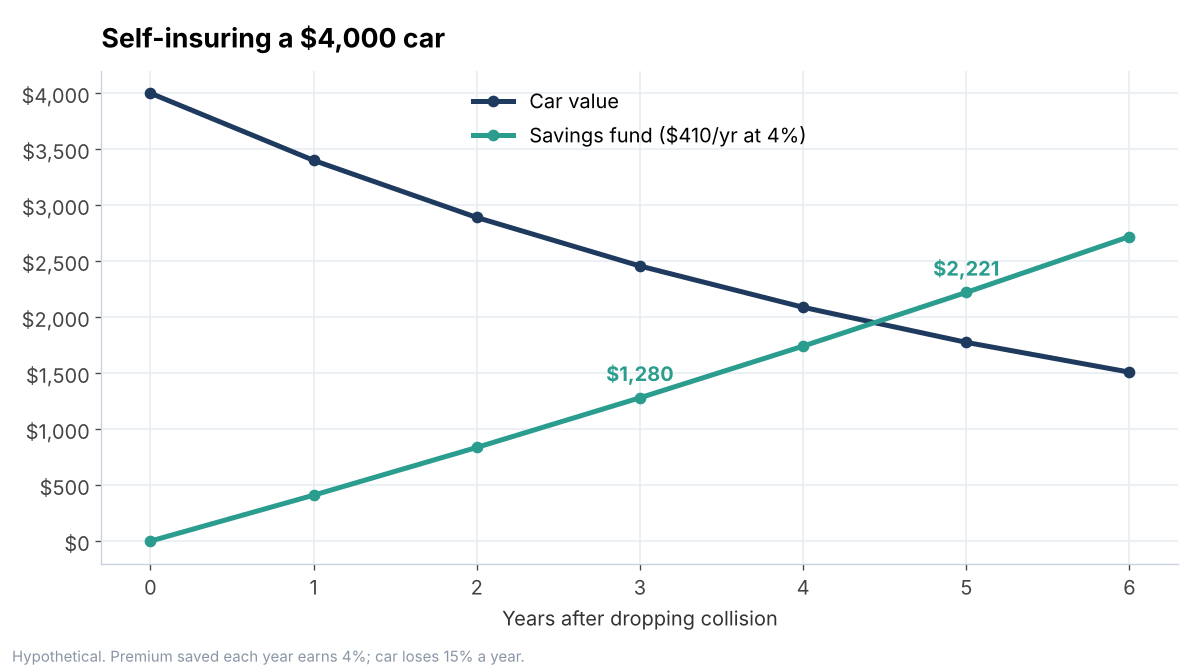 Self-insuring a $4,000 car
Car value
Savings fund ($410/yr at 4%)
$4,000
$3,500
$3,000
$2,500
$2,000
$1,500
$1,000
$500
$0
$2,221
$1,280
0 1 2 3 4 5 6
Years after dropping collision
Hypothetical. Premium saved each year earns 4%; car loses 15% a year.